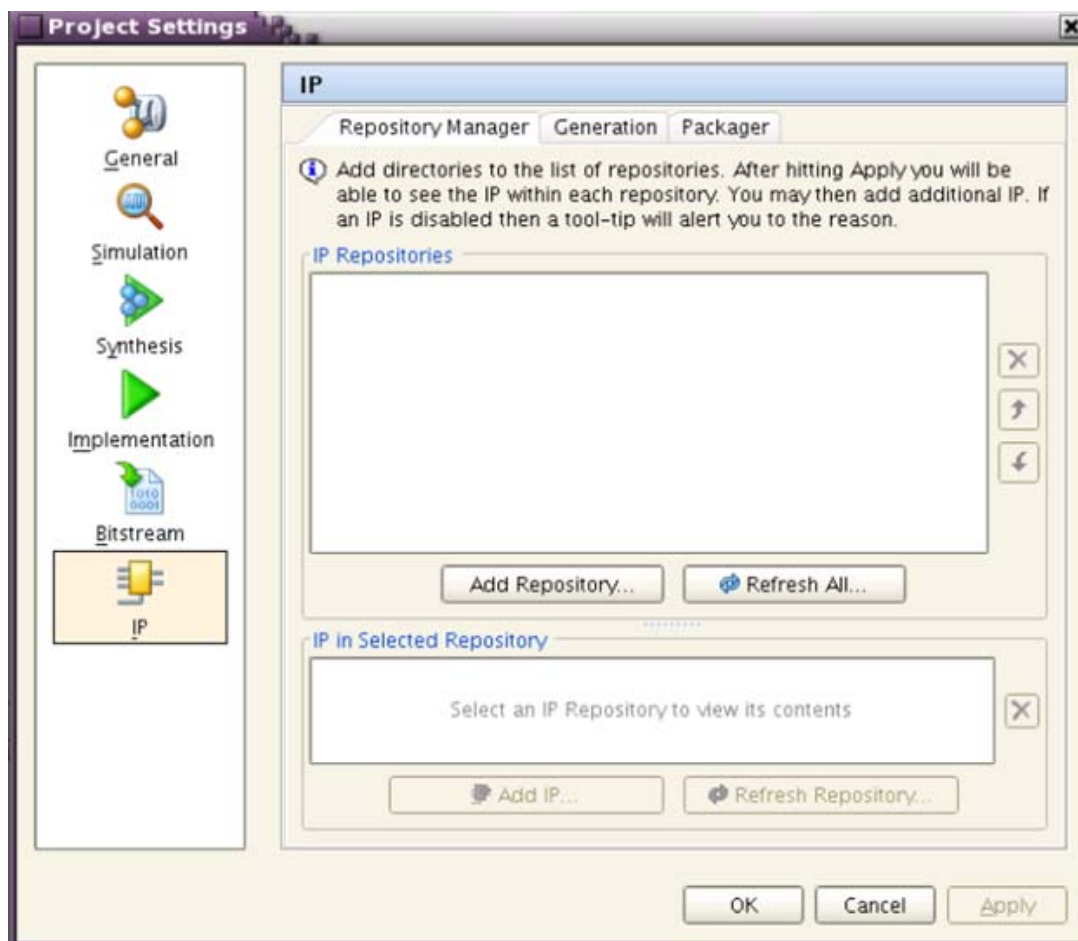 Project Settings
General
Simulation
Synthesis
Implementation
Bitstream
IP
IP
Repository Manager Generation Packager
Add directories to the list of repositories. After hitting Apply you will be
able to see the IP within each repository. You may then add additional IP. If
an IP is disabled then a tool-tip will alert you to the reason.
IP Repositories
Add Repository... Refresh All...
IP in Selected Repository
Select an IP Repository to view its contents
Add IP... Refresh Repository...
OK Cancel Apply